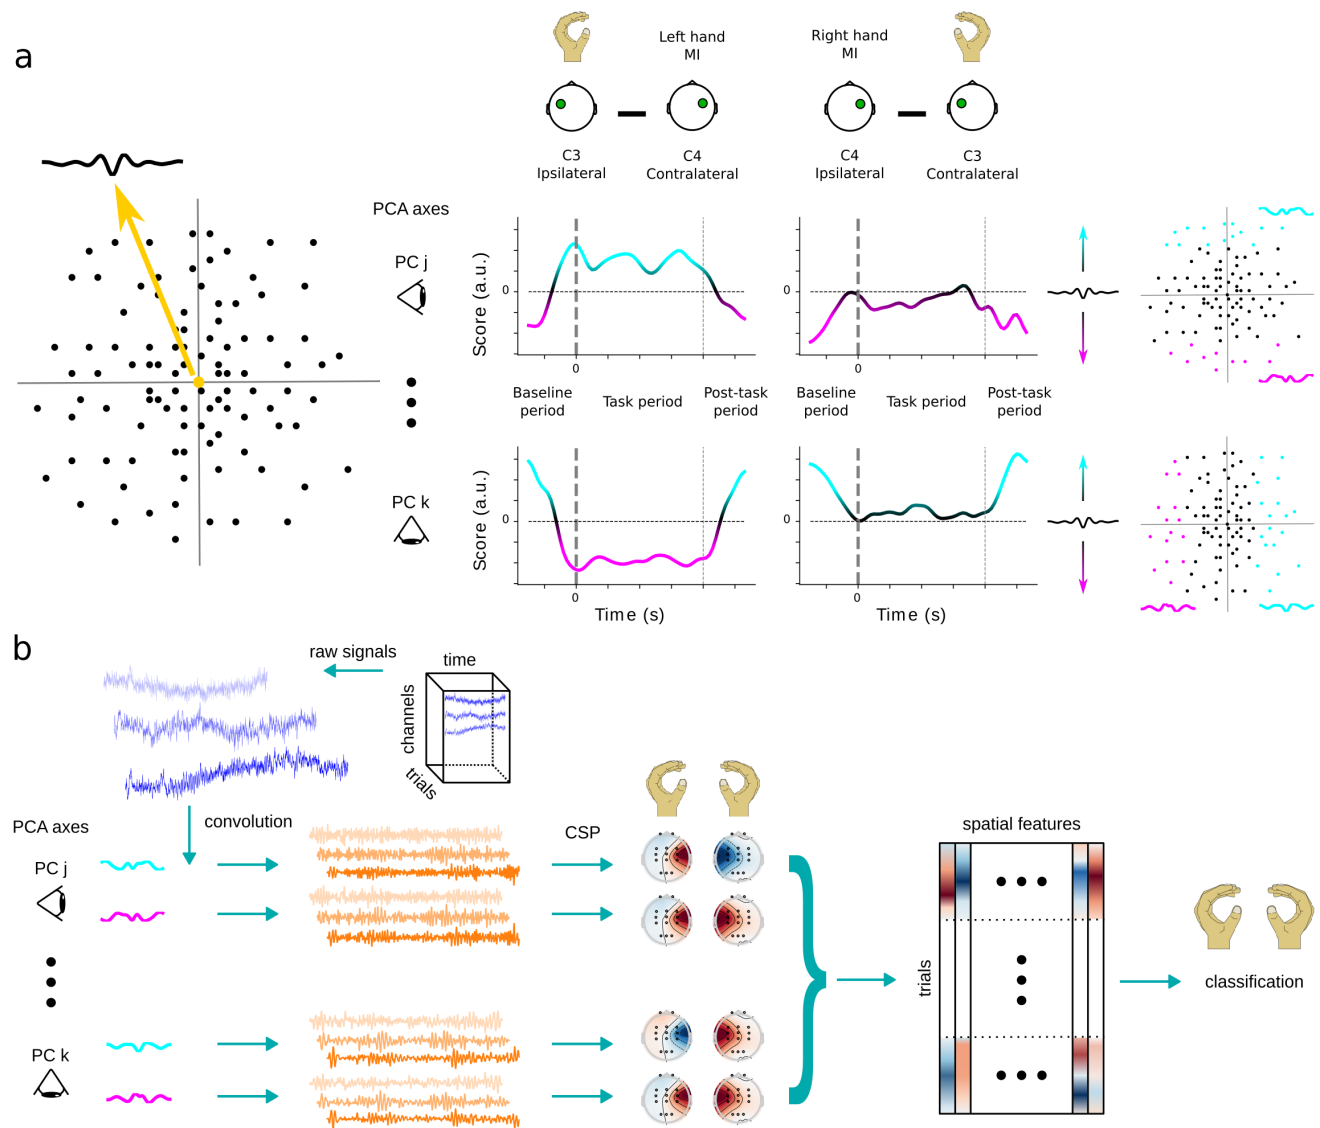 a
Left hand
MI
Right hand
MI
C3
Ipsilateral
C4
Contralateral
C4
Ipsilateral
C3
Contralateral
PCA axes
PC j
Score (a.u.)
0
0
0
0
Baseline
period
Task period
Post-task
period
Baseline
period
Task period
Post-task
period
PC k
Score (a.u.)
0
0
0
0
Time (s)
Time (s)
b
raw signals
time
channels
trials
PCA axes
convolution
CSP
spatial features
PC j
trials
classification
PC k